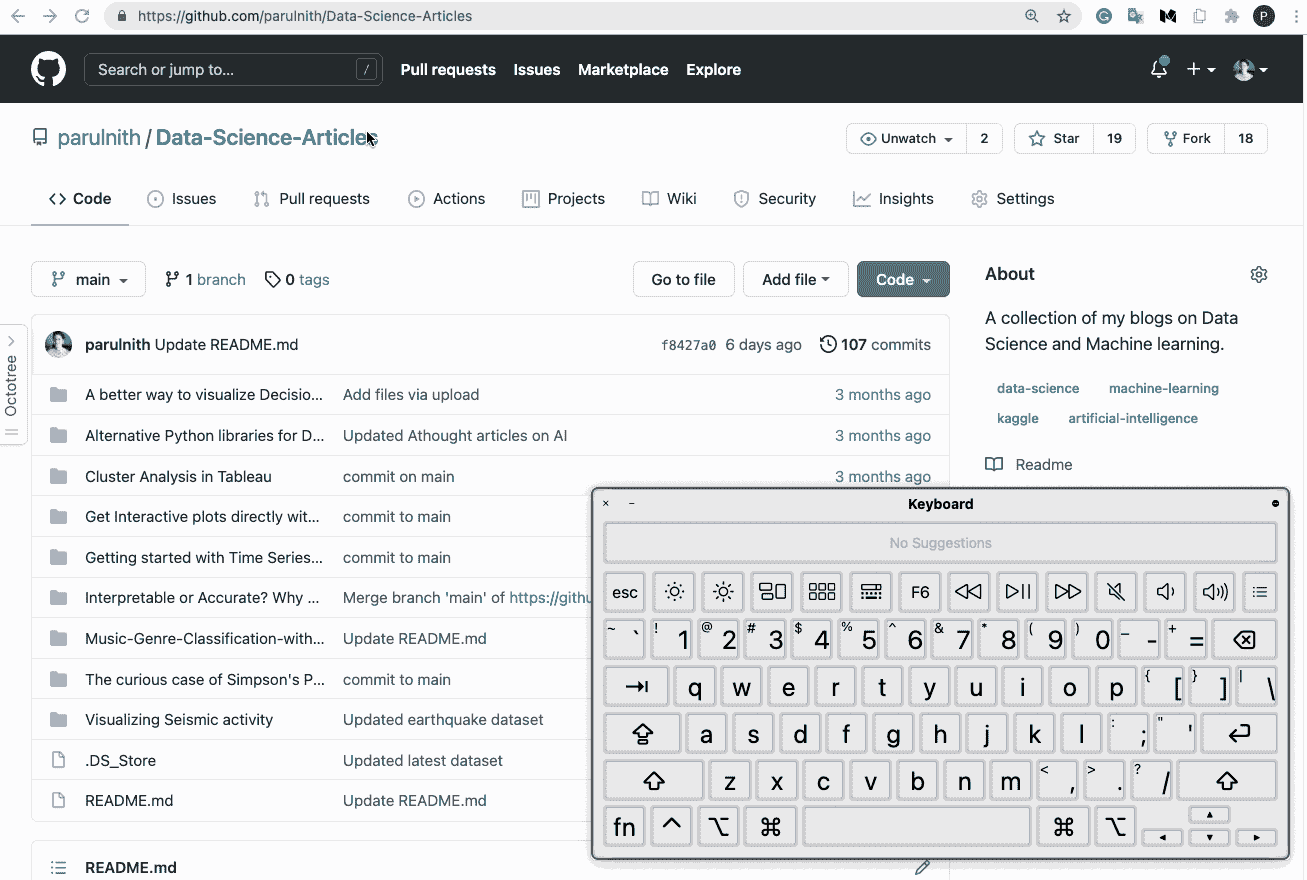 https://github.com/parulnith/Data-Science-Articles
P
Search or jump to... /
Pull requests Issues Marketplace Explore
parulnith / Data-Science-Articles
Unwatch 2 Star 19 Fork 18
Code Issues Pull requests Actions Projects Wiki Security Insights Settings
main 1 branch 0 tags Go to file Add file Code
About
A collection of my blogs on Data
Science and Machine learning.
data-science machine-learning
kaggle artificial-intelligence
Readme
Octotree
parulnith Update README.md f8427a0 6 days ago 107 commits
A better way to visualize Decisio... Add files via upload 3 months ago
Alternative Python libraries for D... Updated Athought articles on AI 3 months ago
Cluster Analysis in Tableau commit on main 3 months ago
Get Interactive plots directly wit... commit to main
Getting started with Time Series... commit to main
Interpretable or Accurate? Why ... Merge branch 'main' of https://githu
Music-Genre-Classification-with... Update README.md
The curious case of Simpson's P... commit to main
Visualizing Seismic activity Updated earthquake dataset
.DS_Store Updated latest dataset
README.md Update README.md
README.md
Keyboard
No Suggestions
esc F6
~ ` ! 1 @ 2 # 3 $ 4 % 5 ^ 6 & 7 * 8 ( 9 ) 0 _ - + =
q w e r t y u i o p { [ } ] | \
a s d f g h j k l : ; " '
z x c v b n m < , > . ? /
fn ^ ⌥ ⌘ ⌘ ⌥